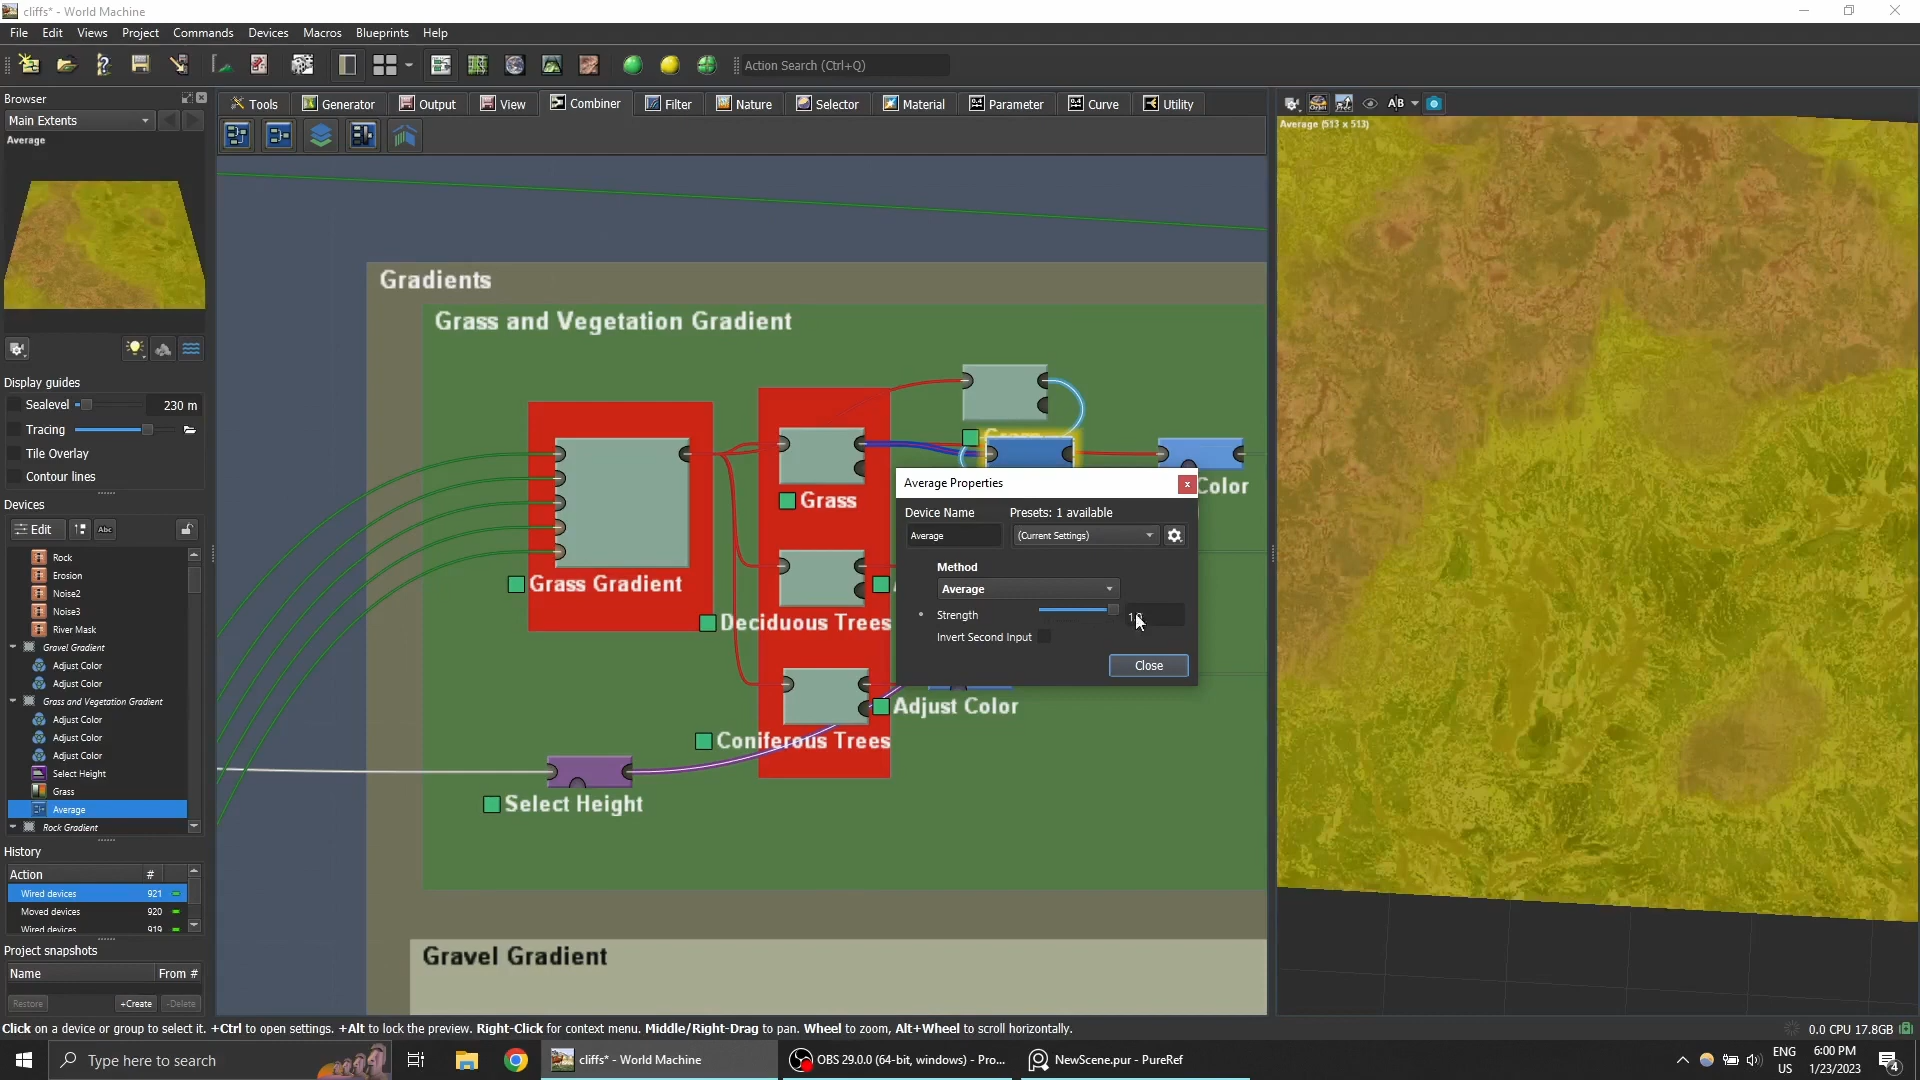 cliffs* - World Machine
File Edit Views Project Commands Devices Macros Blueprints Help
Action Search (Ctrl+Q)
Browser
Main Extents
Average
Tools Generator Output View Combiner Filter Nature Selector Material Parameter Curve Utility
Average (513 x 513)
Display guides
Sealevel 230 m
Tracing
Tile Overlay
Contour lines
Devices
Edit Abc
Rock
Erosion
Noise2
Noise3
River Mask
Gravel Gradient
Adjust Color
Adjust Color
Grass and Vegetation Gradient
Adjust Color
Adjust Color
Adjust Color
Select Height
Grass
Average
Rock Gradient
History
Action #
Wired devices 921
Moved devices 920
Wired devices 919
Project snapshots
Name From #
Restore +Create -Delete
Gradients
Grass and Vegetation Gradient
Grass
Grass Gradient
Deciduous Trees
Coniferous Trees
Adjust Color
Select Height
Color
Gravel Gradient
Average Properties
Device Name Presets: 1 available
Average (Current Settings)
Method
Average
Strength
Invert Second Input
Close
Click on a device or group to select it. +Ctrl to open settings. +Alt to lock the preview. Right-Click for context menu. Middle/Right-Drag to pan. Wheel to zoom, Alt+Wheel to scroll horizontally.
0.0 CPU 17.8GB
Type here to search
cliffs* - World Machine
OBS 29.0.0 (64-bit, windows) - Pro...
NewScene.pur - PureRef
ENG
US
6:00 PM
1/23/2023
4